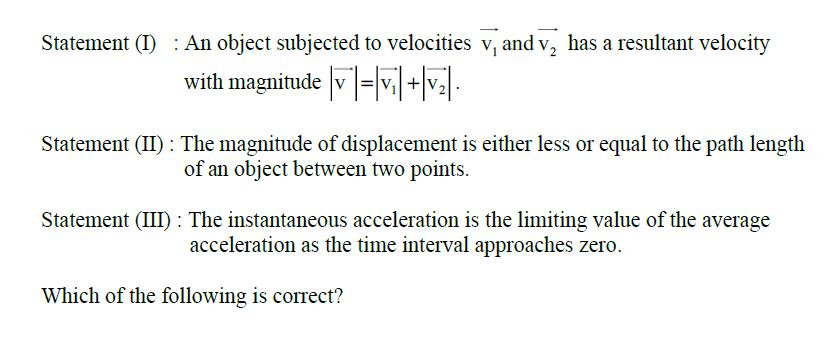 Statement (I) : An object subjected to velocities $\vec{v_1}$ and $\vec{v_2}$ has a resultant velocity
with magnitude $|\vec{v}|=|\vec{v_1}|+|\vec{v_2}|$.
Statement (II) : The magnitude of displacement is either less or equal to the path length
of an object between two points.
Statement (III) : The instantaneous acceleration is the limiting value of the average
acceleration as the time interval approaches zero.
Which of the following is correct?